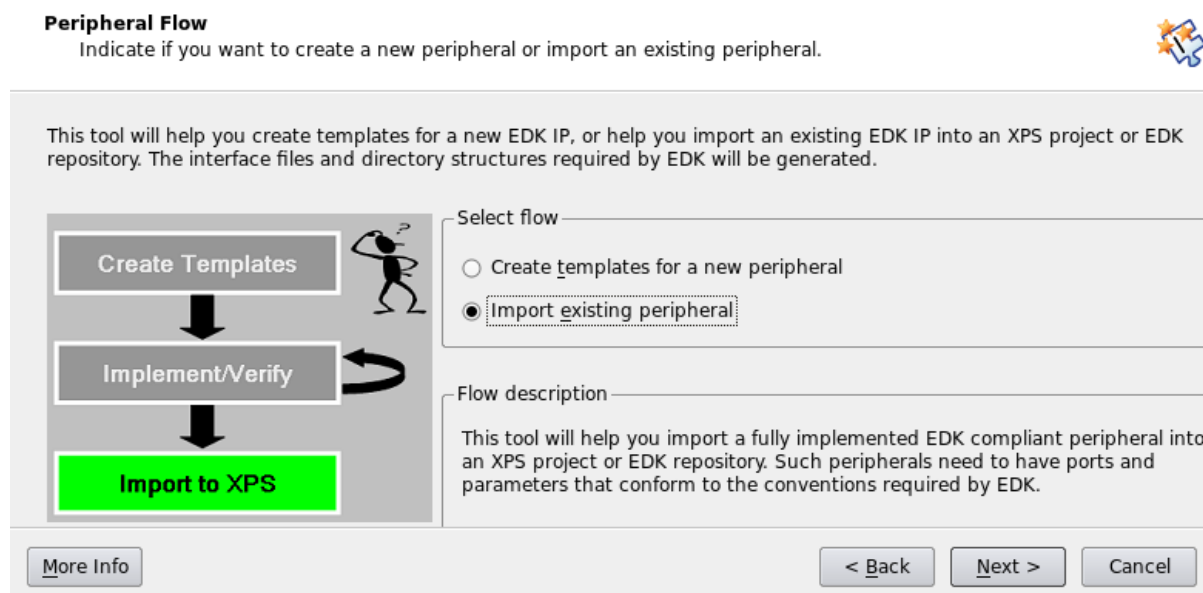 Peripheral Flow
Indicate if you want to create a new peripheral or import an existing peripheral.
This tool will help you create templates for a new EDK IP, or help you import an existing EDK IP into an XPS project or EDK
repository. The interface files and directory structures required by EDK will be generated.
Create Templates
?
Implement/Verify
Import to XPS
Select flow
Create templates for a new peripheral
Import existing peripheral
Flow description
This tool will help you import a fully implemented EDK compliant peripheral into
an XPS project or EDK repository. Such peripherals need to have ports and
parameters that conform to the conventions required by EDK.
More Info
< Back
Next >
Cancel